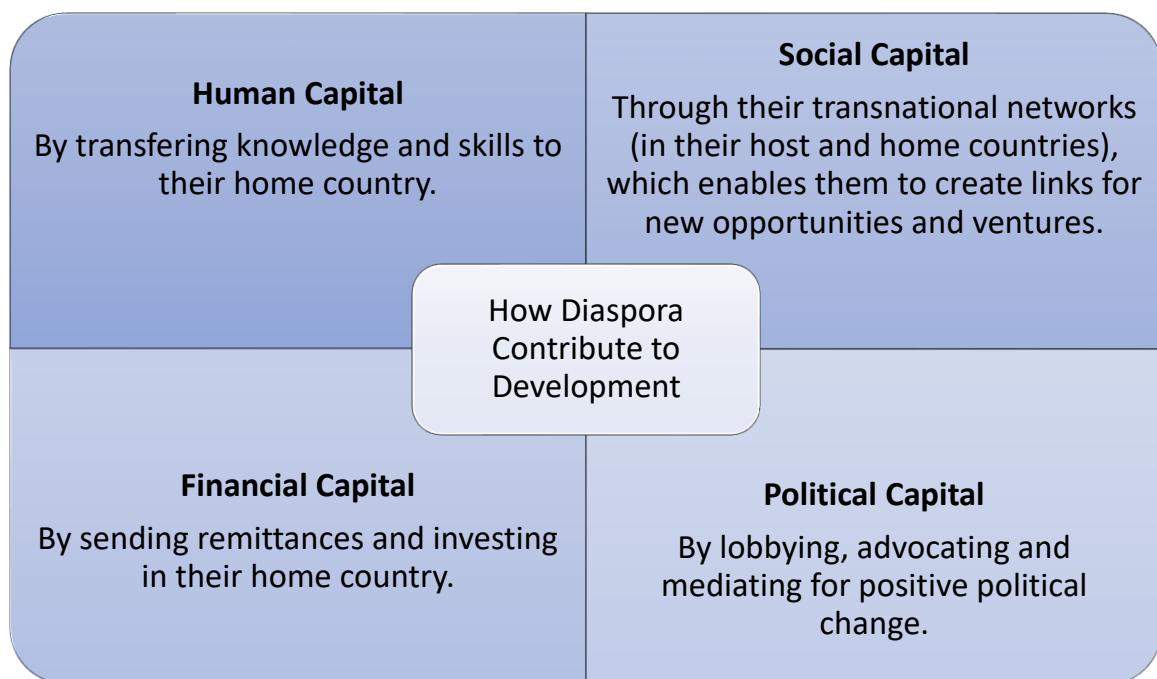 Human Capital
By transfering knowledge and skills to
their home country.
Social Capital
Through their transnational networks
(in their host and home countries),
which enables them to create links for
new opportunities and ventures.
How Diaspora
Contribute to
Development
Financial Capital
By sending remittances and investing
in their home country.
Political Capital
By lobbying, advocating and
mediating for positive political
change.